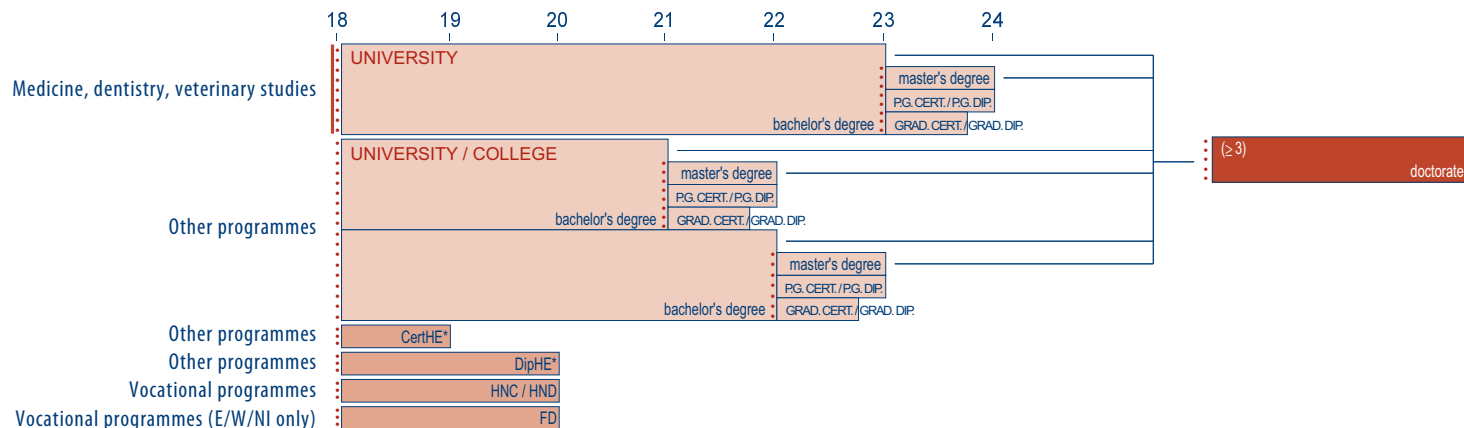 18 19 20 21 22 23 24
UNIVERSITY
Medicine, dentistry, veterinary studies
master's degree
P.G. CERT. / P.G. DIP.
bachelor's degree
GRAD. CERT. /GRAD. DIP.
UNIVERSITY / COLLEGE
(≥ 3)
doctorate
master's degree
P.G. CERT. / P.G. DIP.
bachelor's degree
GRAD. CERT. /GRAD. DIP.
Other programmes
master's degree
P.G. CERT. / P.G. DIP.
bachelor's degree
GRAD. CERT. /GRAD. DIP.
Other programmes
CertHE*
Other programmes
DipHE*
Vocational programmes
HNC / HND
Vocational programmes (E/W/NI only)
FD